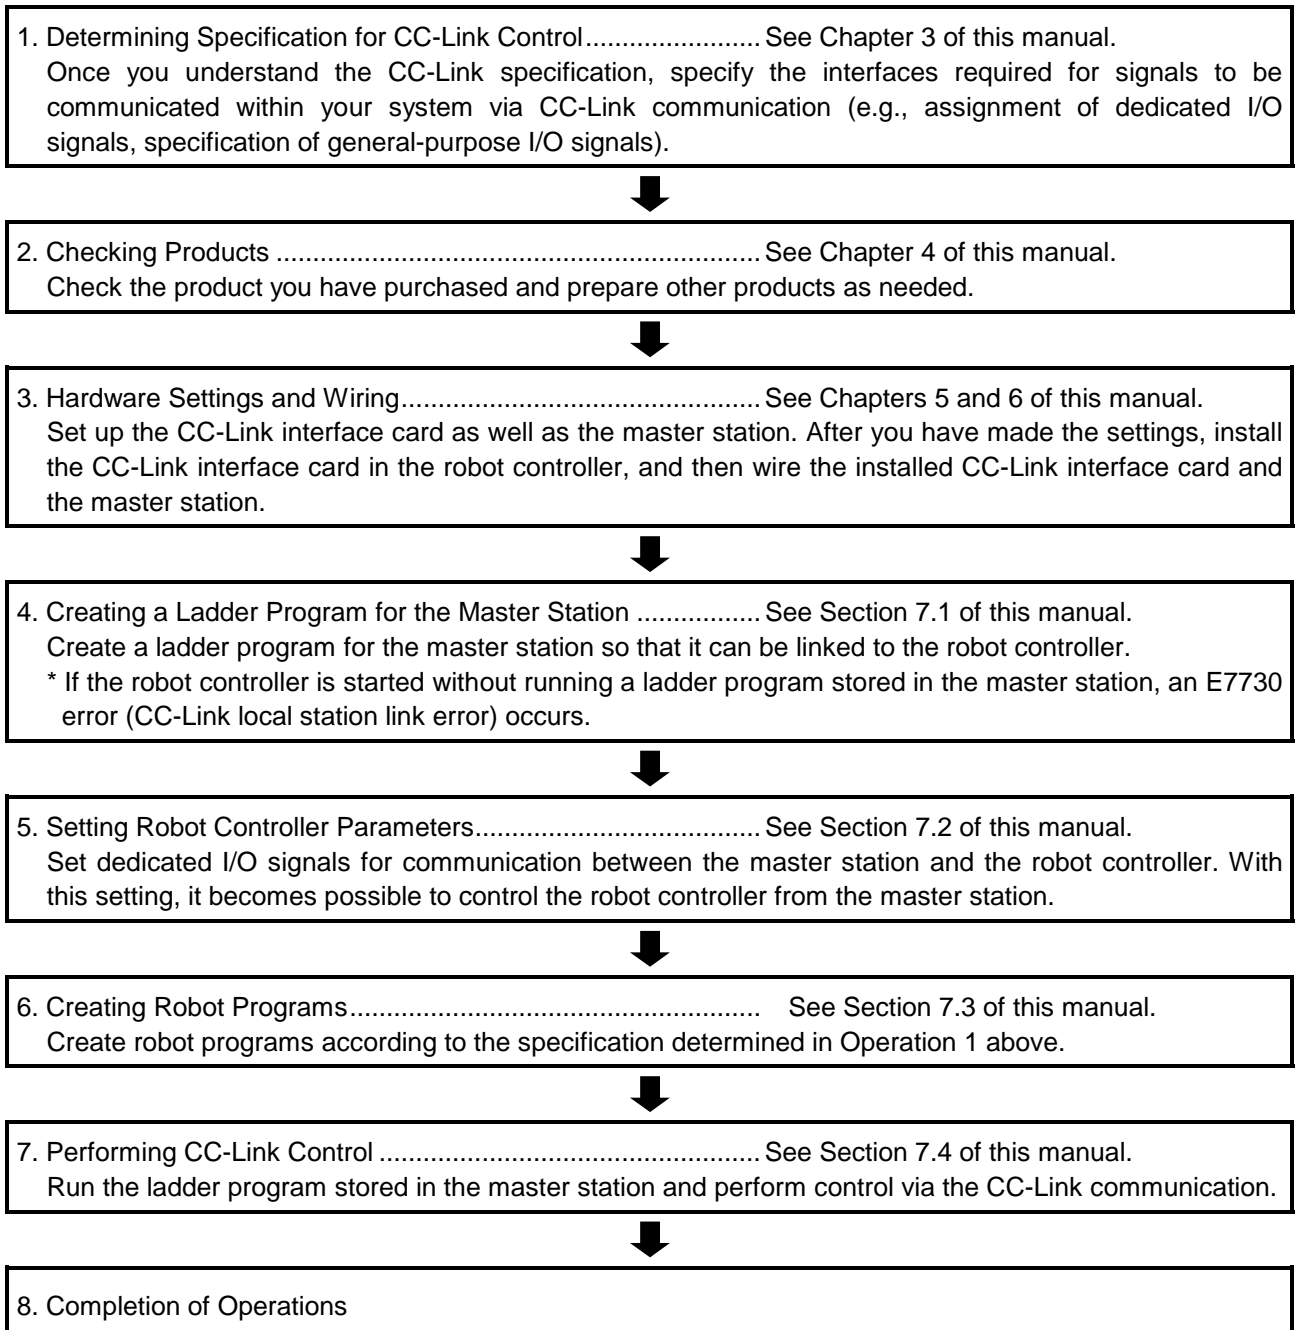 1. Determining Specification for CC-Link Control........................ See Chapter 3 of this manual.
Once you understand the CC-Link specification, specify the interfaces required for signals to be
communicated within your system via CC-Link communication (e.g., assignment of dedicated I/O
signals, specification of general-purpose I/O signals).
2. Checking Products .................................................................. See Chapter 4 of this manual.
Check the product you have purchased and prepare other products as needed.
3. Hardware Settings and Wiring................................................. See Chapters 5 and 6 of this manual.
Set up the CC-Link interface card as well as the master station. After you have made the settings, install
the CC-Link interface card in the robot controller, and then wire the installed CC-Link interface card and
the master station.
4. Creating a Ladder Program for the Master Station ................. See Section 7.1 of this manual.
Create a ladder program for the master station so that it can be linked to the robot controller.
* If the robot controller is started without running a ladder program stored in the master station, an E7730
error (CC-Link local station link error) occurs.
5. Setting Robot Controller Parameters....................................... See Section 7.2 of this manual.
Set dedicated I/O signals for communication between the master station and the robot controller. With
this setting, it becomes possible to control the robot controller from the master station.
6. Creating Robot Programs........................................................ See Section 7.3 of this manual.
Create robot programs according to the specification determined in Operation 1 above.
7. Performing CC-Link Control .................................................... See Section 7.4 of this manual.
Run the ladder program stored in the master station and perform control via the CC-Link communication.
8. Completion of Operations